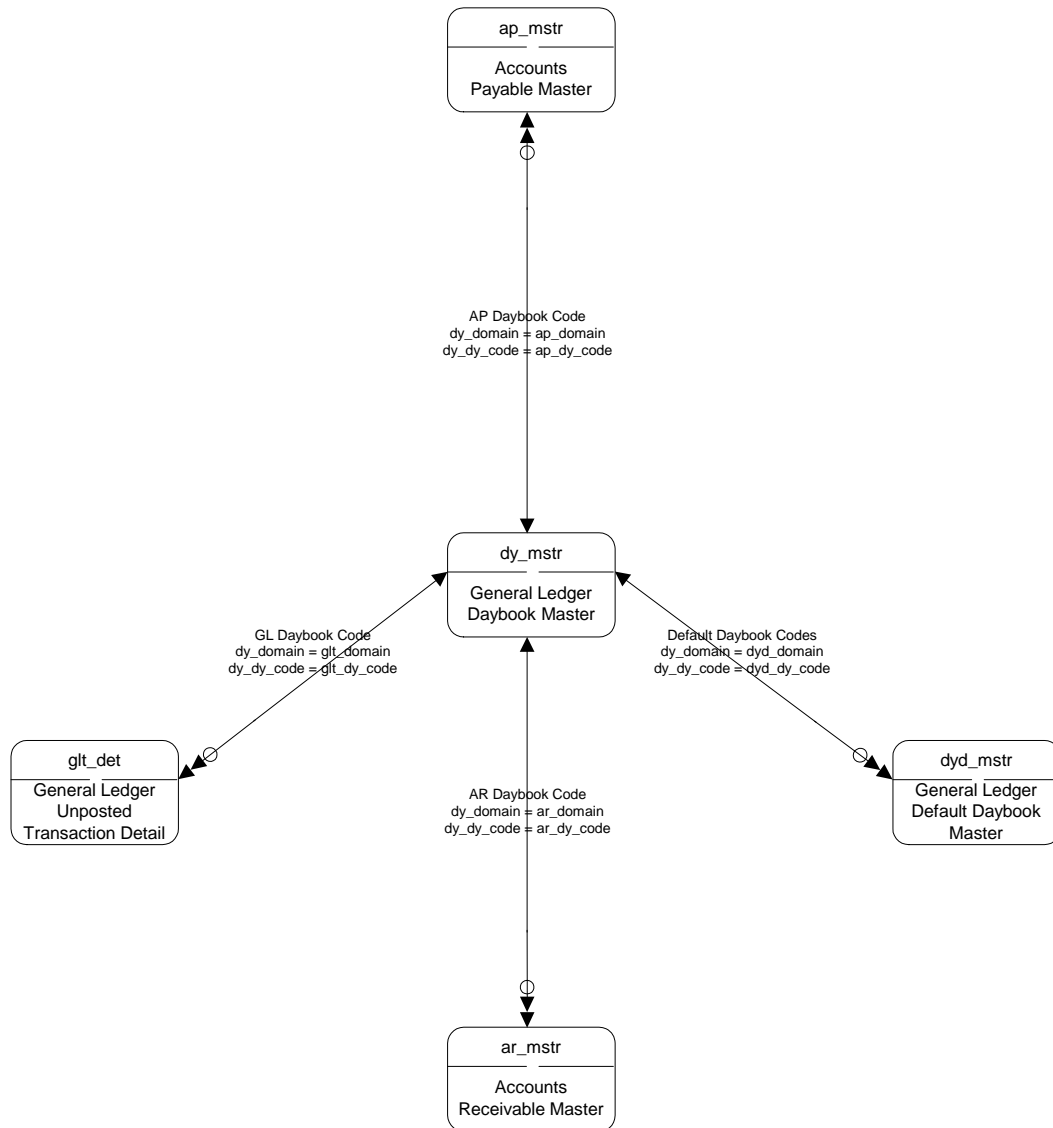 ap_mstr
Accounts
Payable Master
AP Daybook Code
dy_domain = ap_domain
dy_dy_code = ap_dy_code
dy_mstr
General Ledger
Daybook Master
GL Daybook Code
dy_domain = glt_domain
dy_dy_code = glt_dy_code
Default Daybook Codes
dy_domain = dyd_domain
dy_dy_code = dyd_dy_code
glt_det
General Ledger
Unposted
Transaction Detail
AR Daybook Code
dy_domain = ar_domain
dy_dy_code = ar_dy_code
dyd_mstr
General Ledger
Default Daybook
Master
ar_mstr
Accounts
Receivable Master